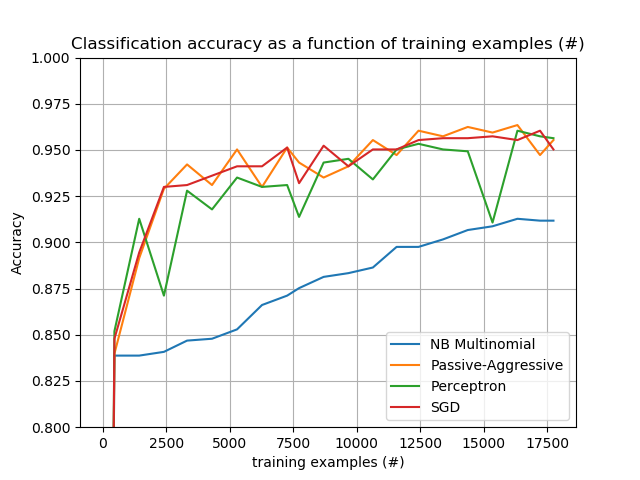 Classification accuracy as a function of training examples (#)
1.000
0.975
0.950
0.925
0.900
0.875
0.850
0.825
0.800
Accuracy
NB Multinomial
Passive-Aggressive
Perceptron
SGD
0 2500 5000 7500 10000 12500 15000 17500
training examples (#)